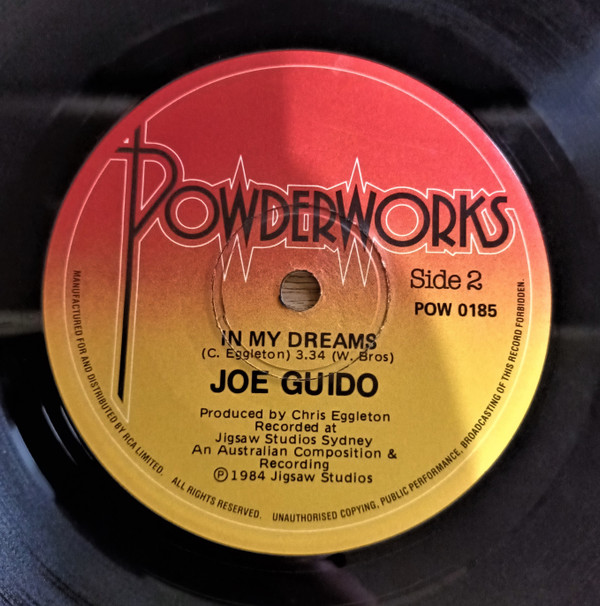 POWDERWORKS
Side 2
POW 0185
IN MY DREAMS
(C. Eggleton) 3.34 (W. Bros)
JOE GUIDO
Produced by Chris Eggleton
Recorded at
Jigsaw Studios Sydney
An Australian Composition &
Recording
Ⓟ 1984 Jigsaw Studios
MANUFACTURED FOR AND DISTRIBUTED BY RCA LIMITED. ALL RIGHTS RESERVED. UNAUTHORISED COPYING, PUBLIC PERFORMANCE, BROADCASTING OF THIS RECORD FORBIDDEN.